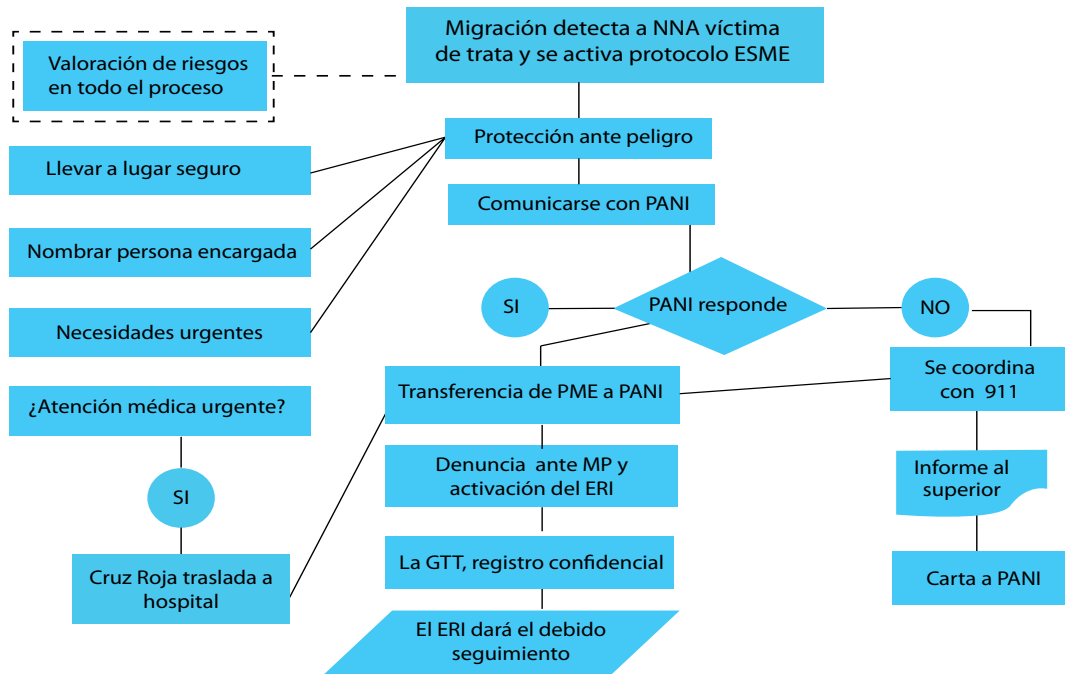 Migración detecta a NNA víctima
de trata y se activa protocolo ESME
Valoración de riesgos
en todo el proceso
Protección ante peligro
Llevar a lugar seguro
Comunicarse con PANI
Nombrar persona encargada
SI
PANI responde
NO
Necesidades urgentes
Transferencia de PME a PANI
Se coordina
con 911
¿Atención médica urgente?
Denuncia ante MP y
activación del ERI
Informe al
superior
SI
La GTT, registro confidencial
Carta a PANI
Cruz Roja traslada a
hospital
El ERI dará el debido
seguimiento